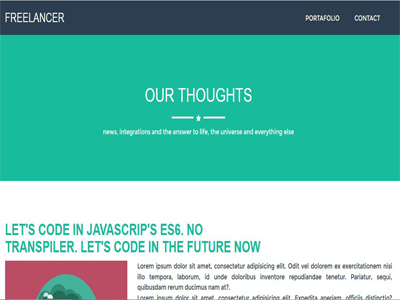 FREELANCER
PORTAFOLIO CONTACT
OUR THOUGHTS
news, integrations and the answer to life, the universe and everything else
LET'S CODE IN JAVASCRIP'S ES6. NO
TRANSPILER. LET'S CODE IN THE FUTURE NOW
Lorem ipsum dolor sit amet, consectetur adipisicing elit. Odit vel dolorem ex exercitationem nisi
illo tempora, laborum, id unde doloribus inventore repudiandae tenetur. Pariatur, sequi,
quibusdam rerum ducimus nam at?.
Lorem ipsum dolor sit amet, consectetur adipisicing elit. Expedita aperiam, officiis distinctio?